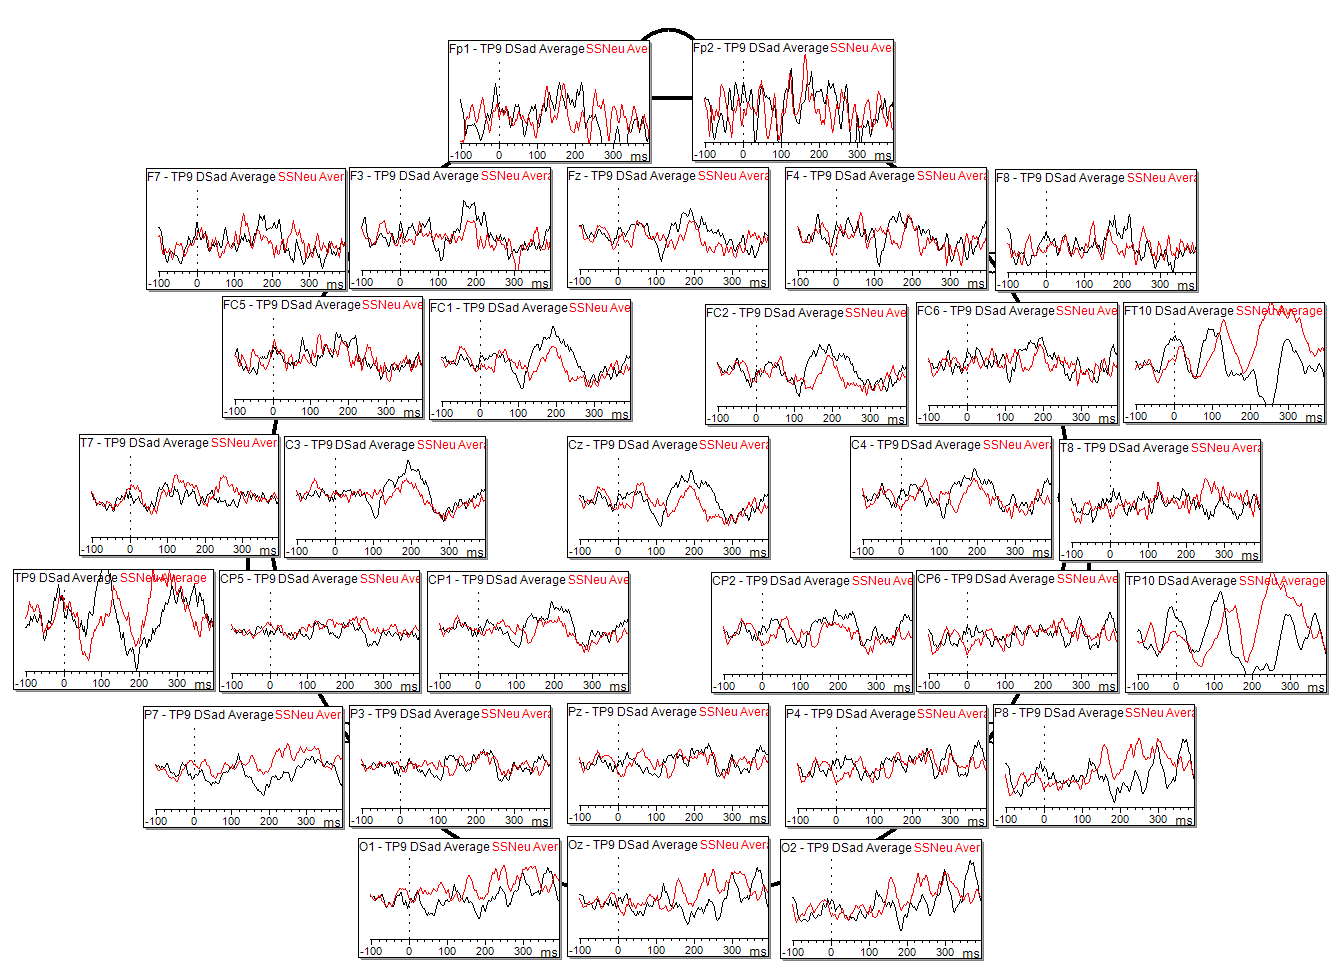 Fp1 - TP9 DSad Average SSNeu Ave
-100 0 100 200 300 ms
Fp2 - TP9 DSad Average SSNeu Ave
-100 0 100 200 300 ms
F7 - TP9 DSad Average SSNeu Aver
-100 0 100 200 300 ms
F3 - TP9 DSad Average SSNeu Avera
-100 0 100 200 300 ms
Fz - TP9 DSad Average SSNeu Avera
-100 0 100 200 300 ms
F4 - TP9 DSad Average SSNeu Avera
-100 0 100 200 300 ms
F8 - TP9 DSad Average SSNeu Avera
-100 0 100 200 300 ms
FC5 - TP9 DSad Average SSNeu Ave
-100 0 100 200 300 ms
FC1 - TP9 DSad Average SSNeu Ave
-100 0 100 200 300 ms
FC2 - TP9 DSad Average SSNeu Ave
-100 0 100 200 300 ms
FC6 - TP9 DSad Average SSNeu Ave
-100 0 100 200 300 ms
FT10 DSad Average SSNeu Average
-100 0 100 200 300 ms
T7 - TP9 DSad Average SSNeu Aver
-100 0 100 200 300 ms
C3 - TP9 DSad Average SSNeu Aver
-100 0 100 200 300 ms
Cz - TP9 DSad Average SSNeu Avera
-100 0 100 200 300 ms
C4 - TP9 DSad Average SSNeu Aver
-100 0 100 200 300 ms
T8 - TP9 DSad Average SSNeu Avera
-100 0 100 200 300 ms
TP9 DSad Average SSNeu Average
-100 0 100 200 300 ms
CP5 - TP9 DSad Average SSNeu Ave
-100 0 100 200 300 ms
CP1 - TP9 DSad Average SSNeu Ave
-100 0 100 200 300 ms
CP2 - TP9 DSad Average SSNeu Ave
-100 0 100 200 300 ms
CP6 - TP9 DSad Average SSNeu Ave
-100 0 100 200 300 ms
TP10 DSad Average SSNeu Average
-100 0 100 200 300 ms
P7 - TP9 DSad Average SSNeu Aver
-100 0 100 200 300 ms
P3 - TP9 DSad Average SSNeu Avera
-100 0 100 200 300 ms
Pz - TP9 DSad Average SSNeu Avera
-100 0 100 200 300 ms
P4 - TP9 DSad Average SSNeu Avera
-100 0 100 200 300 ms
P8 - TP9 DSad Average SSNeu Avera
-100 0 100 200 300 ms
O1 - TP9 DSad Average SSNeu Aver
-100 0 100 200 300 ms
Oz - TP9 DSad Average SSNeu Avera
-100 0 100 200 300 ms
O2 - TP9 DSad Average SSNeu Aver
-100 0 100 200 300 ms